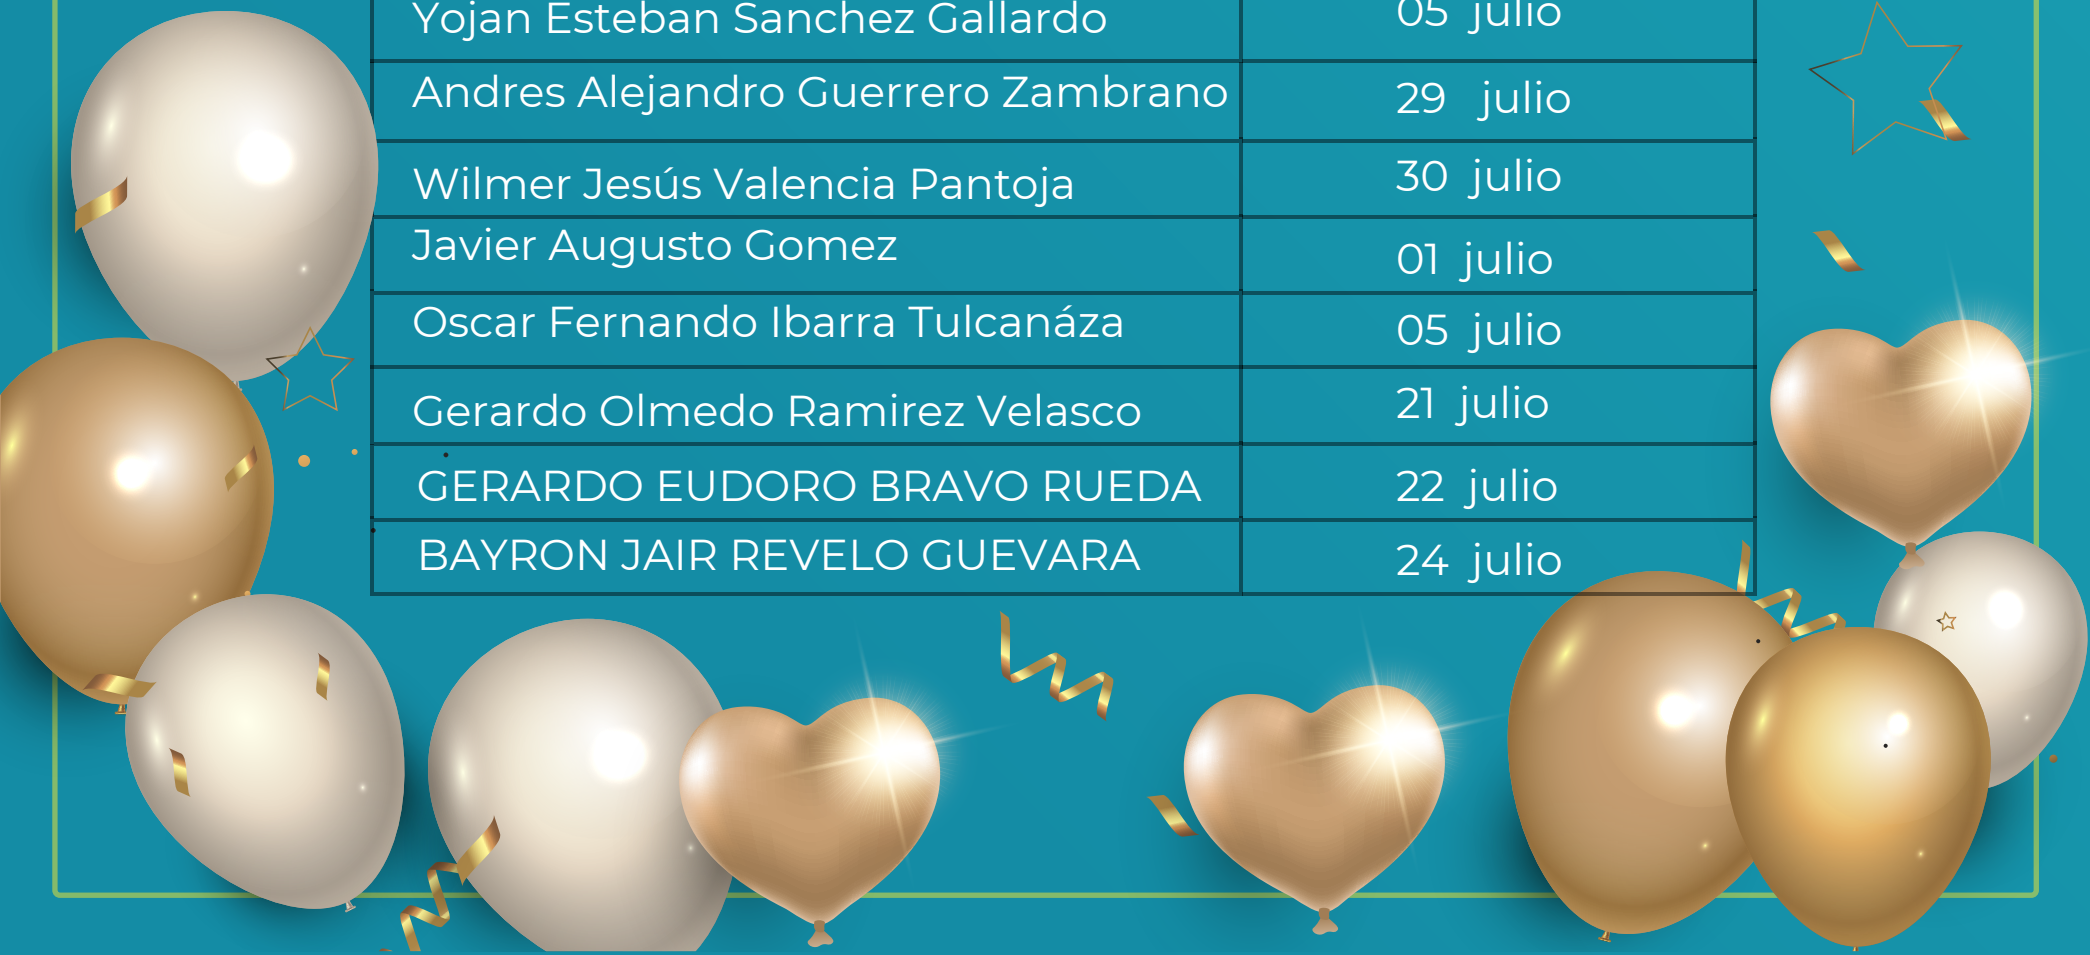 Yojan Esteban Sanchez Gallardo 05 julio
Andres Alejandro Guerrero Zambrano 29 julio
Wilmer Jesús Valencia Pantoja 30 julio
Javier Augusto Gomez 01 julio
Oscar Fernando Ibarra Tulcanáza 05 julio
Gerardo Olmedo Ramirez Velasco 21 julio
GERARDO EUDORO BRAVO RUEDA 22 julio
BAYRON JAIR REVELO GUEVARA 24 julio